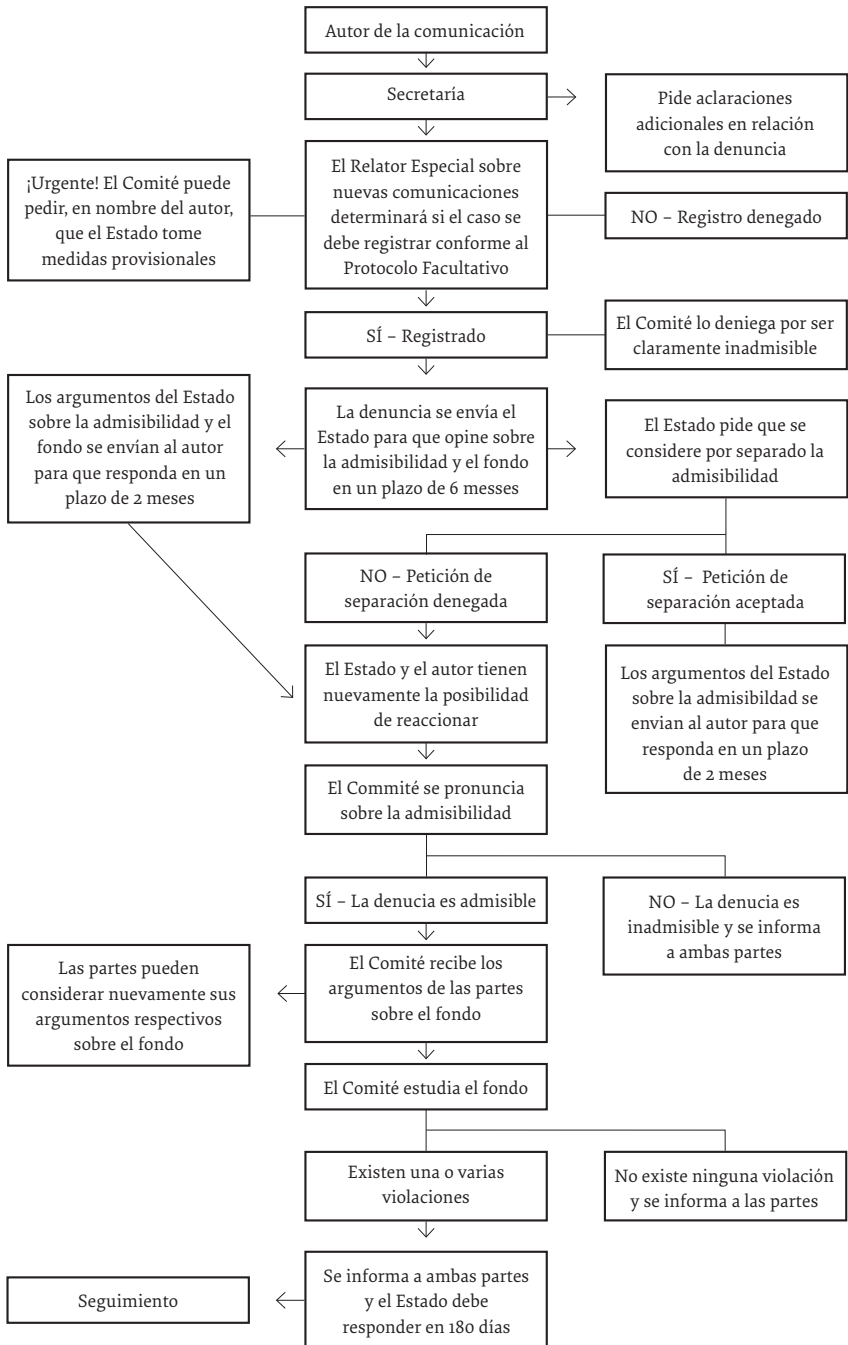 Autor de la comunicación
Secretaría
Pide aclaraciones
adicionales en relación
con la denuncia
¡Urgente! El Comité puede
pedir, en nombre del autor,
que el Estado tome
medidas provisionales
El Relator Especial sobre
nuevas comunicaciones
determinará si el caso se
debe registrar conforme al
Protocolo Facultativo
NO – Registro denegado
SÍ – Registrado
El Comité lo deniega por ser
claramente inadmisible
Los argumentos del Estado
sobre la admisibilidad y el
fondo se envían al autor
para que responda en un
plazo de 2 meses
La denuncia se envía el
Estado para que opine sobre
la admisibilidad y el fondo
en un plazo de 6 messes
El Estado pide que se
considere por separado la
admisibilidad
NO – Petición de
separación denegada
SÍ – Petición de
separación aceptada
El Estado y el autor tienen
nuevamente la posibilidad
de reaccionar
Los argumentos del Estado
sobre la admisibildad se
envian al autor para que
responda en un plazo
de 2 meses
El Commité se pronuncia
sobre la admisibilidad
SÍ – La denucia es admisible
NO – La denucia es
inadmisible y se informa
a ambas partes
Las partes pueden
considerar nuevamente sus
argumentos respectivos
sobre el fondo
El Comité recibe los
argumentos de las partes
sobre el fondo
El Comité estudia el fondo
Existen una o varias
violaciones
No existe ninguna violación
y se informa a las partes
Seguimiento
Se informa a ambas partes
y el Estado debe
responder en 180 días